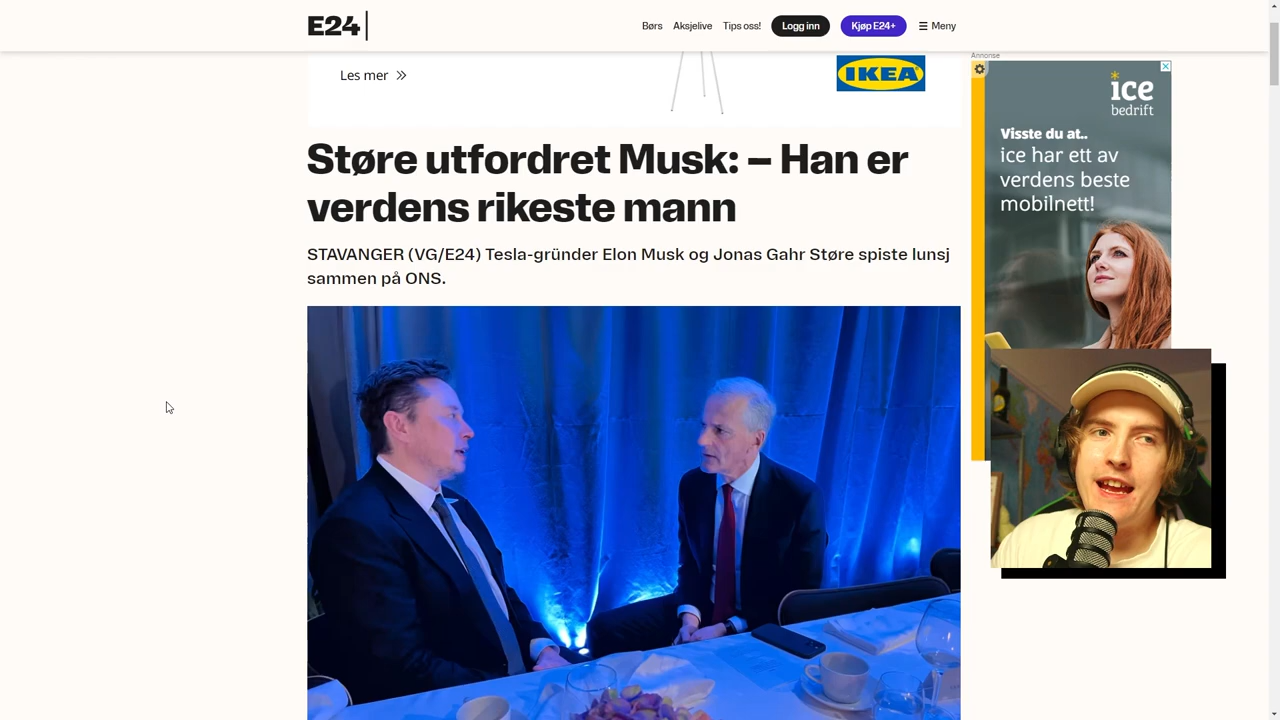 E24
Børs
Aksjelive
Tips oss!
Logg inn
Kjøp E24+
Meny
Les mer
IKEA
Annonse
ice
bedrift
Visste du at..
ice har ett av
verdens beste
mobilnett!
Støre utfordret Musk: – Han er
verdens rikeste mann
STAVANGER (VG/E24) Tesla-gründer Elon Musk og Jonas Gahr Støre spiste lunsj
sammen på ONS.